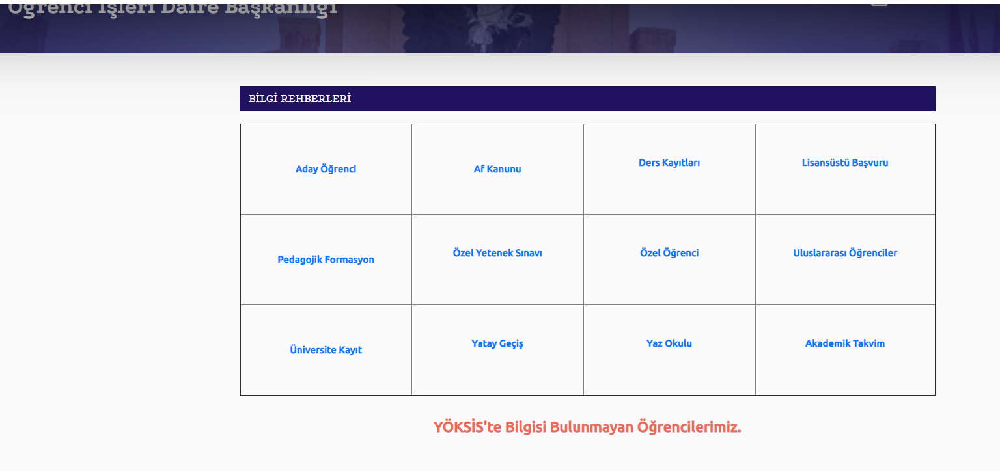 Öğrenci İşleri Daire Başkanlığı
BİLGİ REHBERLERİ
Aday Öğrenci
Af Kanunu
Ders Kayıtları
Lisansüstü Başvuru
Pedagojik Formasyon
Özel Yetenek Sınavı
Özel Öğrenci
Uluslararası Öğrenciler
Üniversite Kayıt
Yatay Geçiş
Yaz Okulu
Akademik Takvim
YÖKSİS'te Bilgisi Bulunmayan Öğrencilerimiz.